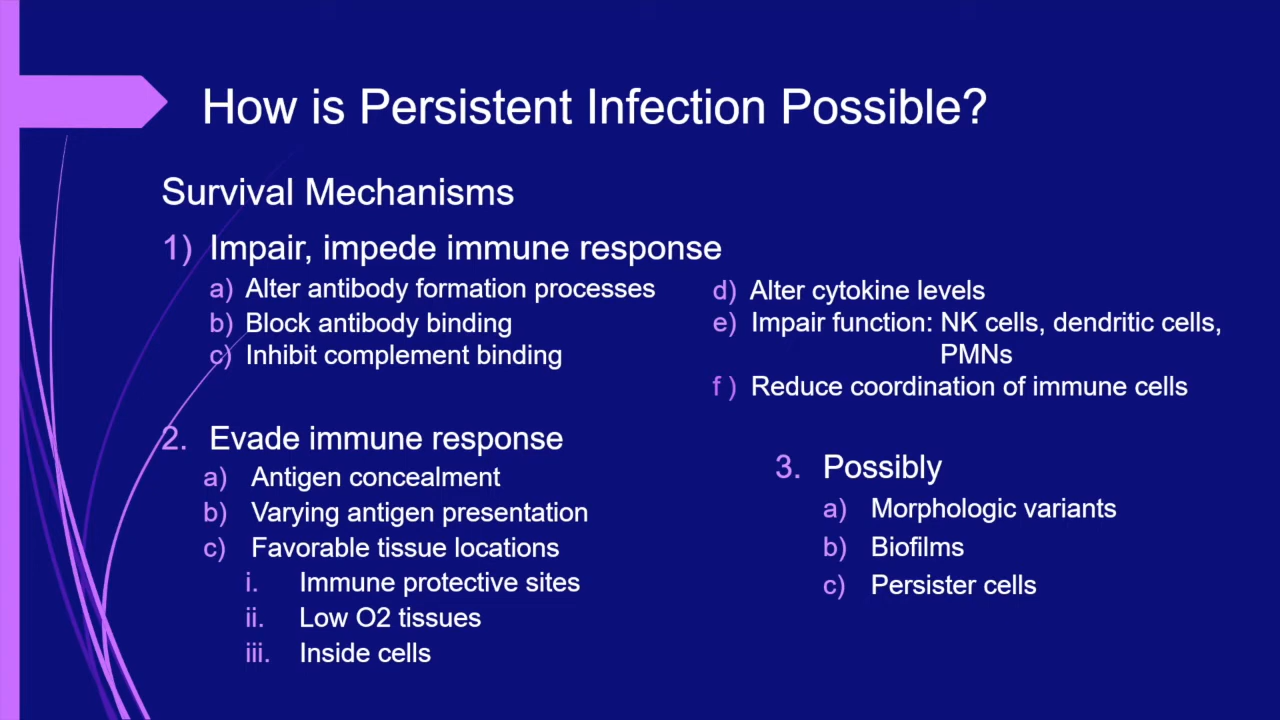 How is Persistent Infection Possible?
Survival Mechanisms
1) Impair, impede immune response
a) Alter antibody formation processes
b) Block antibody binding
c) Inhibit complement binding
d) Alter cytokine levels
e) Impair function: NK cells, dendritic cells,
PMNs
f ) Reduce coordination of immune cells
2. Evade immune response
a) Antigen concealment
b) Varying antigen presentation
c) Favorable tissue locations
i. Immune protective sites
ii. Low O2 tissues
iii. Inside cells
3. Possibly
a) Morphologic variants
b) Biofilms
c) Persister cells